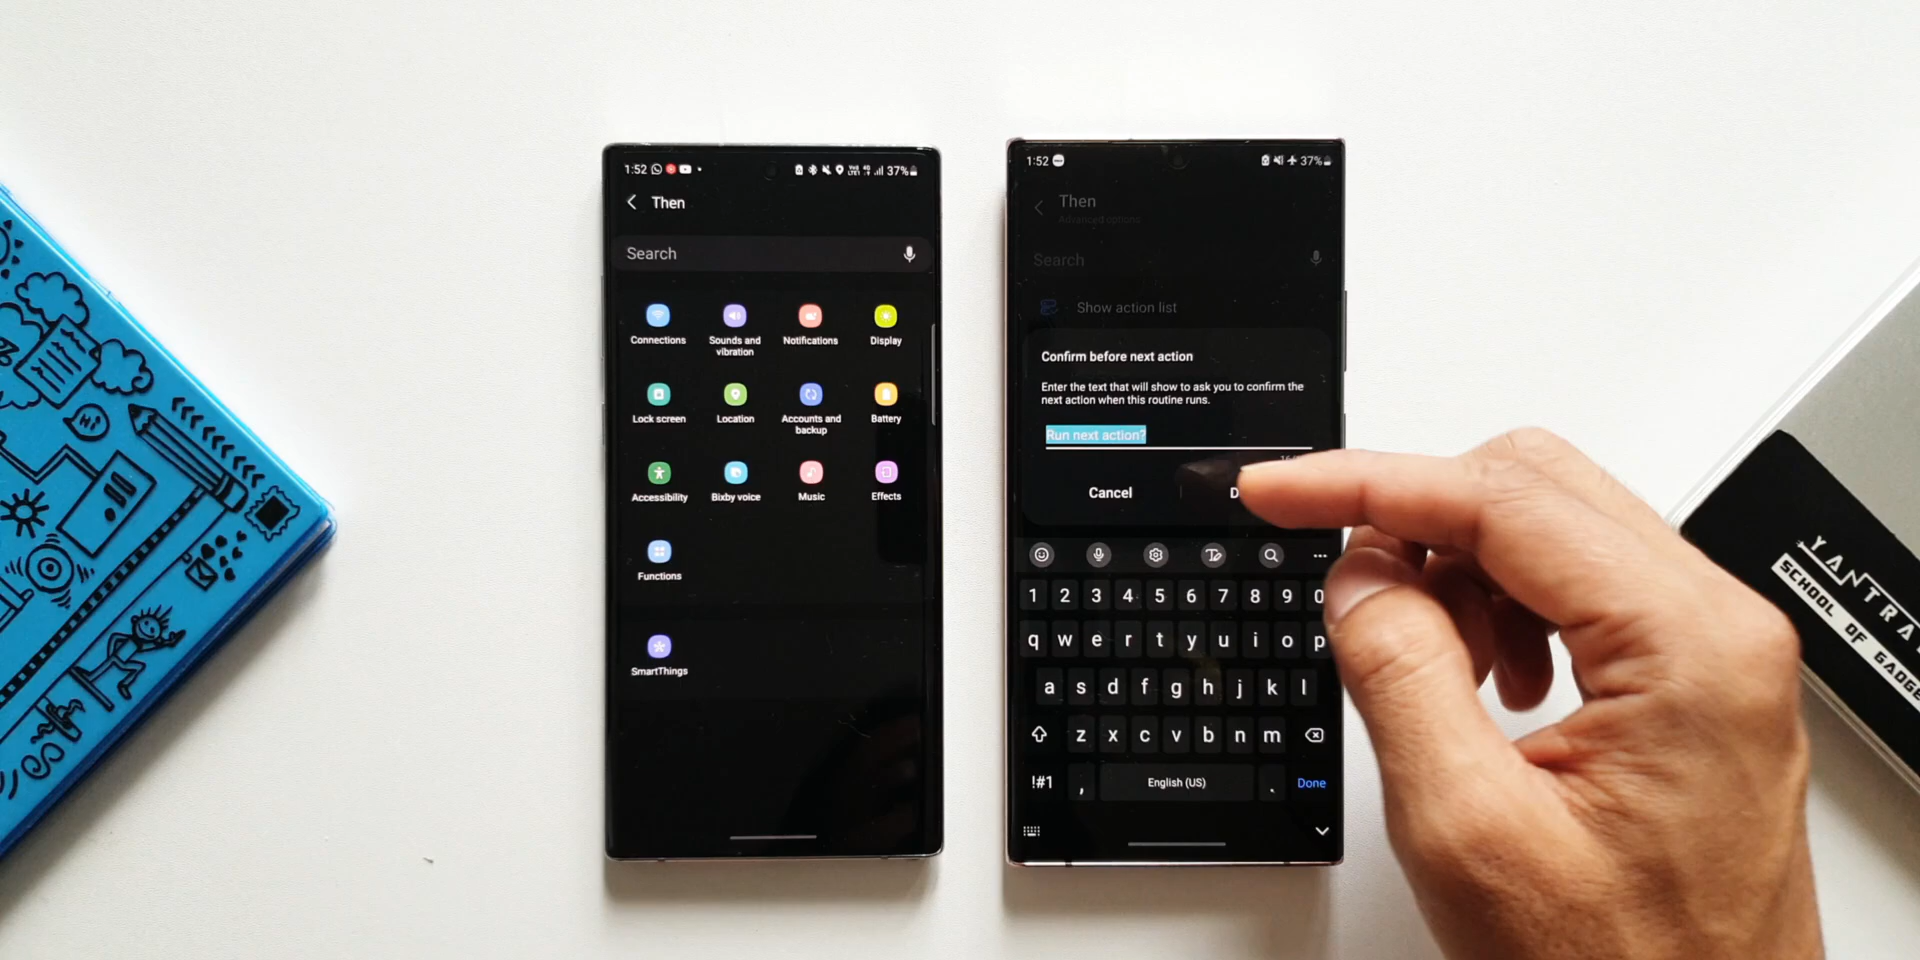 1:52
37%
Then
Search
Connections
Sounds and
vibration
Notifications
Display
Lock screen
Location
Accounts and
backup
Battery
Accessibility
Bixby voice
Music
Effects
Functions
SmartThings
1:52
37%
Then
Advanced options
Search
Show action list
Confirm before next action
Enter the text that will show to ask you to confirm the
next action when this routine runs.
Run next action?
Cancel
D
1 2 3 4 5 6 7 8 9 0
q w e r t y u i o p
a s d f g h j k l
z x c v b n m
!#1 , English (US) . Done
Hi
YANTRA
SCHOOL OF GADGE